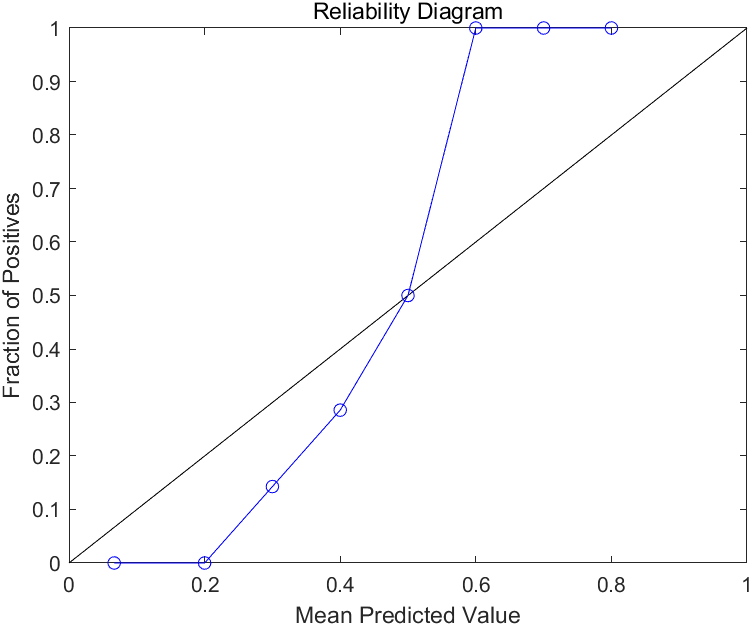 Reliability Diagram
1
0.9
0.8
0.7
0.6
0.5
0.4
0.3
0.2
0.1
0
Fraction of Positives
0 0.2 0.4 0.6 0.8 1
Mean Predicted Value